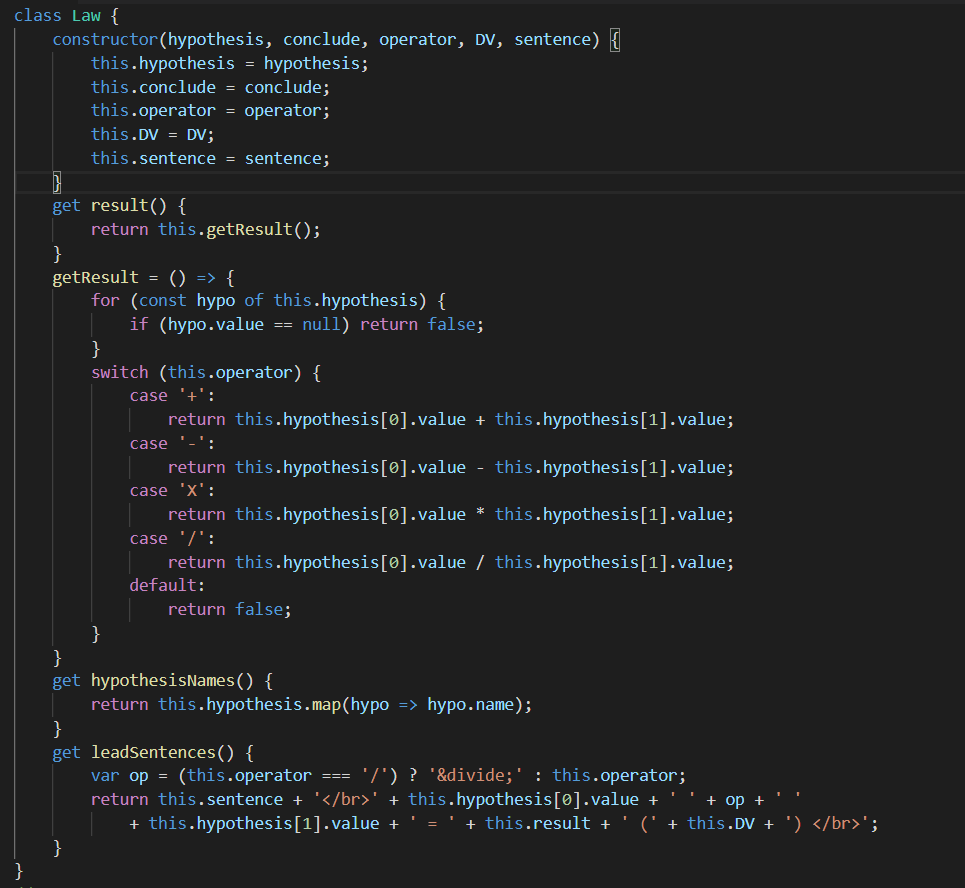 class Law {
    constructor(hypothesis, conclude, operator, DV, sentence) {
        this.hypothesis = hypothesis;
        this.conclude = conclude;
        this.operator = operator;
        this.DV = DV;
        this.sentence = sentence;
    }
    get result() {
        return this.getResult();
    }
    getResult = () => {
        for (const hypo of this.hypothesis) {
            if (hypo.value == null) return false;
        }
        switch (this.operator) {
            case '+':
                return this.hypothesis[0].value + this.hypothesis[1].value;
            case '-':
                return this.hypothesis[0].value - this.hypothesis[1].value;
            case 'X':
                return this.hypothesis[0].value * this.hypothesis[1].value;
            case '/':
                return this.hypothesis[0].value / this.hypothesis[1].value;
            default:
                return false;
        }
    }
    get hypothesisNames() {
        return this.hypothesis.map(hypo => hypo.name);
    }
    get leadSentences() {
        var op = (this.operator === '/') ? '&divide;' : this.operator;
        return this.sentence + '</br>' + this.hypothesis[0].value + ' ' + op + ' '
            + this.hypothesis[1].value + ' = ' + this.result + ' (' + this.DV + ') </br>';
    }
}